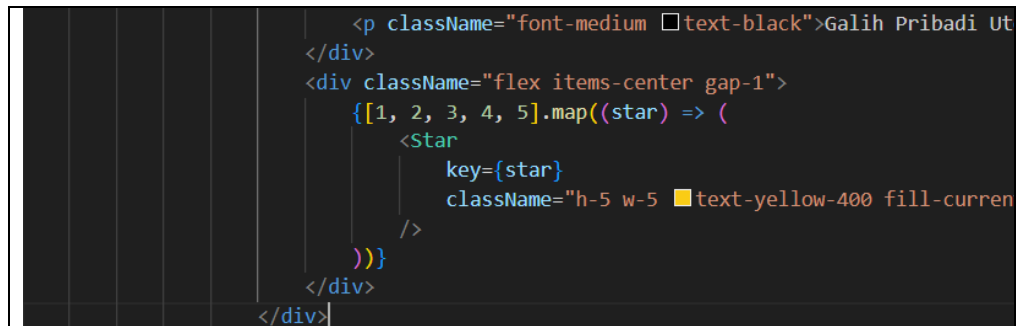 <p className="font-medium text-black">Galih Pribadi Ut
</div>
<div className="flex items-center gap-1">
{[1, 2, 3, 4, 5].map((star) => (
<Star
key={star}
className="h-5 w-5 text-yellow-400 fill-curren
/>
))}
</div>
</div>